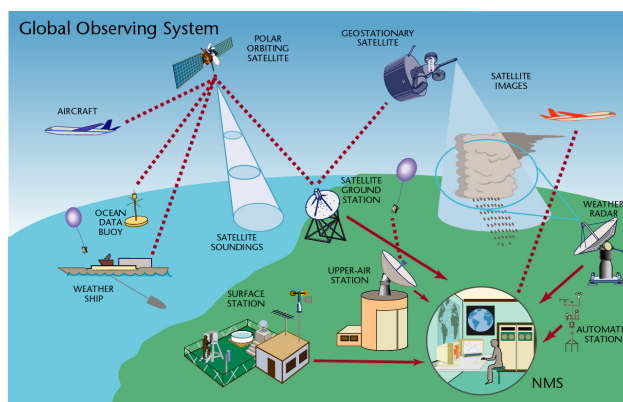 Global Observing System
POLAR
ORBITING
SATELLITE
GEOSTATIONARY
SATELLITE
SATELLITE
IMAGES
AIRCRAFT
OCEAN
DATA
BUOY
SATELLITE
SOUNDINGS
SATELLITE
GROUND
STATION
WEATHER
RADAR
WEATHER
SHIP
UPPER-AIR
STATION
SURFACE
STATION
AUTOMATIC
STATION
NMS